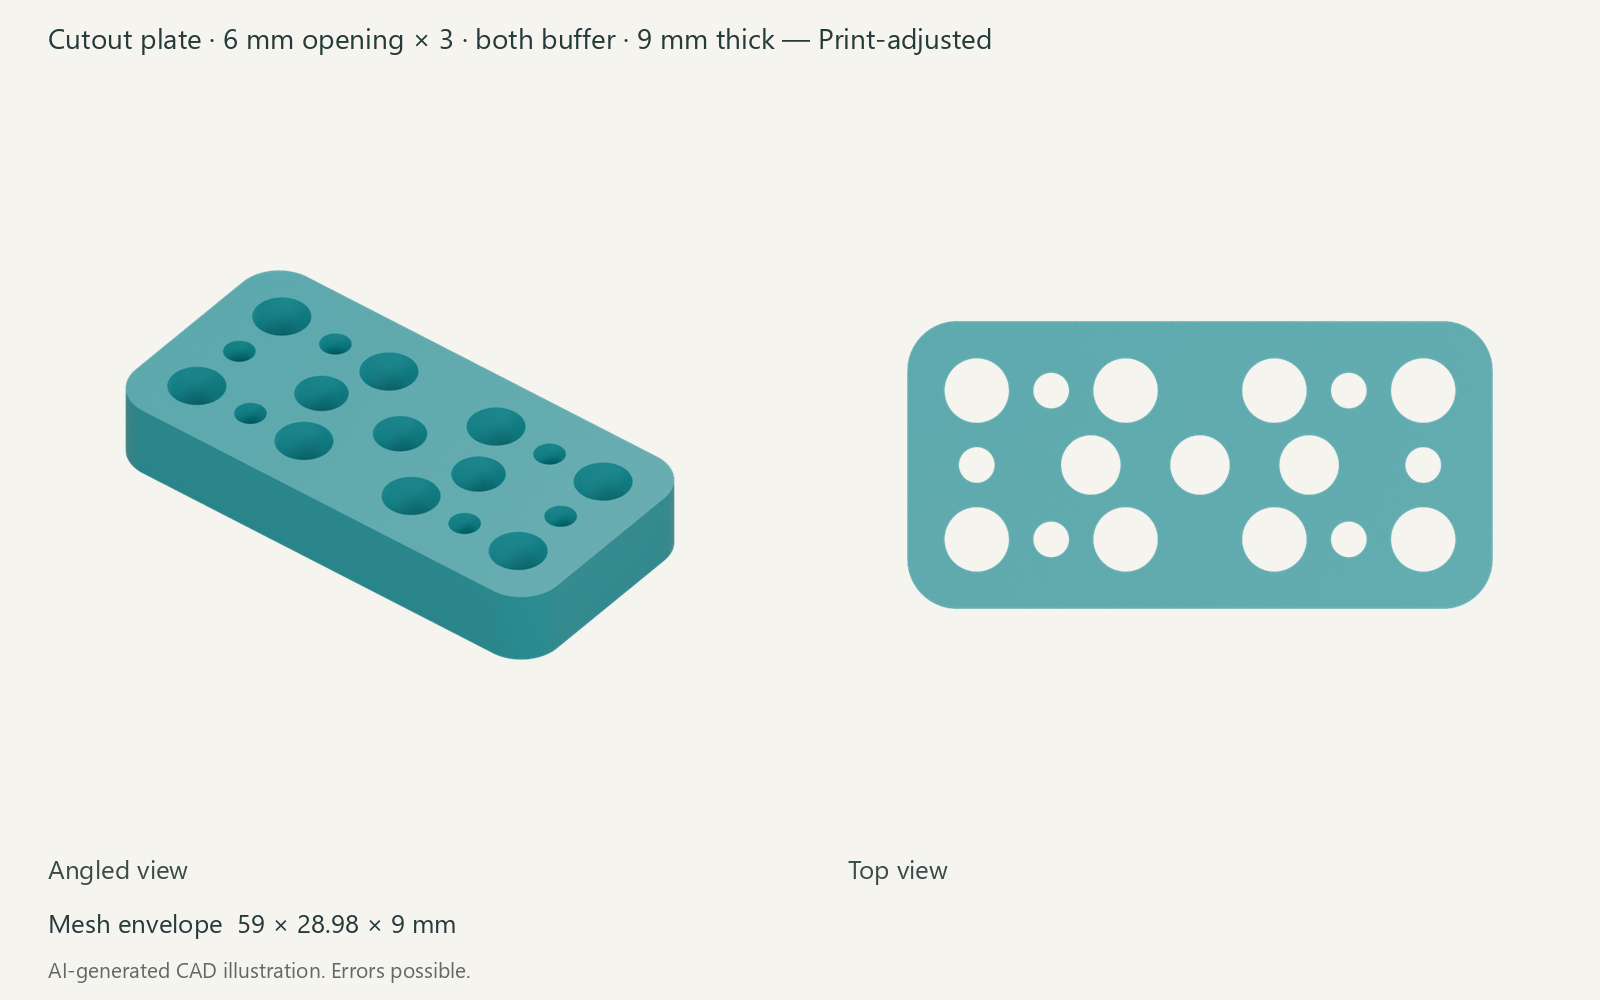 Cutout plate · 6 mm opening × 3 · both buffer · 9 mm thick — Print-adjusted
Angled view
Top view
Mesh envelope 59 × 28.98 × 9 mm
AI-generated CAD illustration. Errors possible.